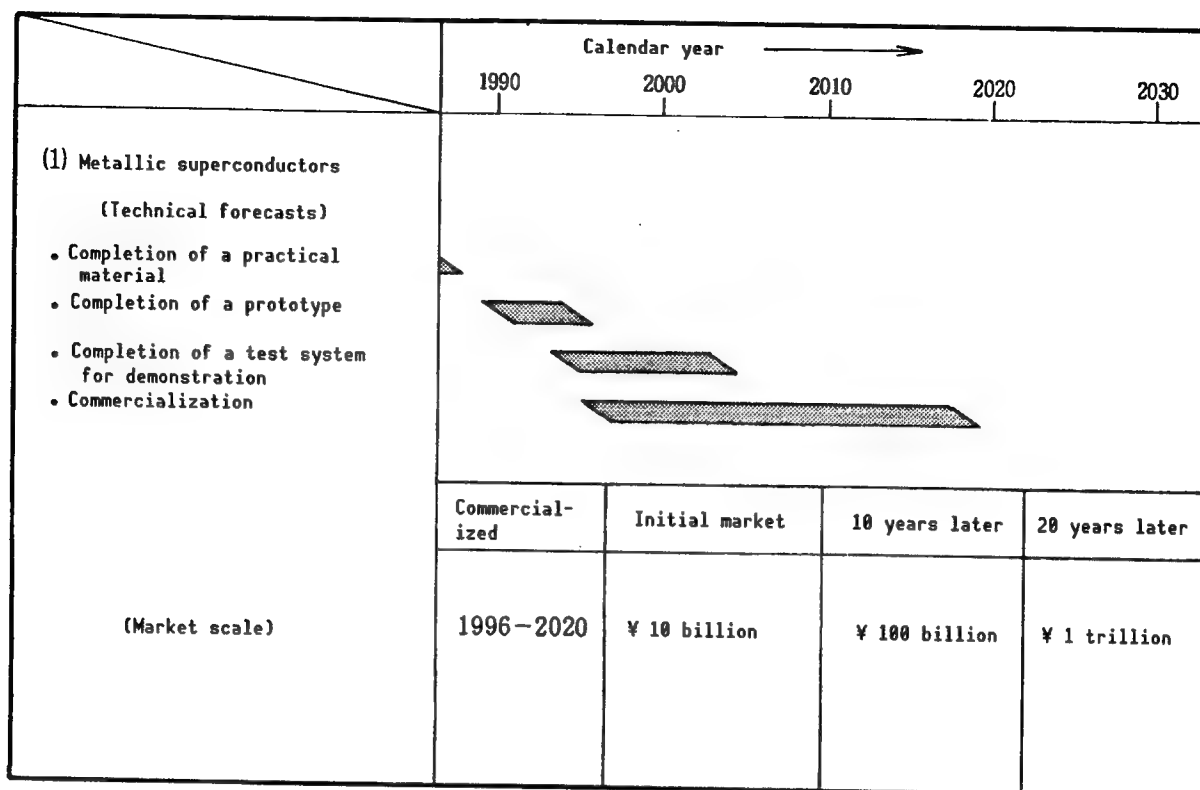 Calendar year
1990 2000 2010 2020 2030
(1) Metallic superconductors
(Technical forecasts)
• Completion of a practical
material
• Completion of a prototype
• Completion of a test system
for demonstration
• Commercialization
Commercial-
ized
Initial market
10 years later
20 years later
(Market scale)
1996-2020
¥ 10 billion
¥ 100 billion
¥ 1 trillion